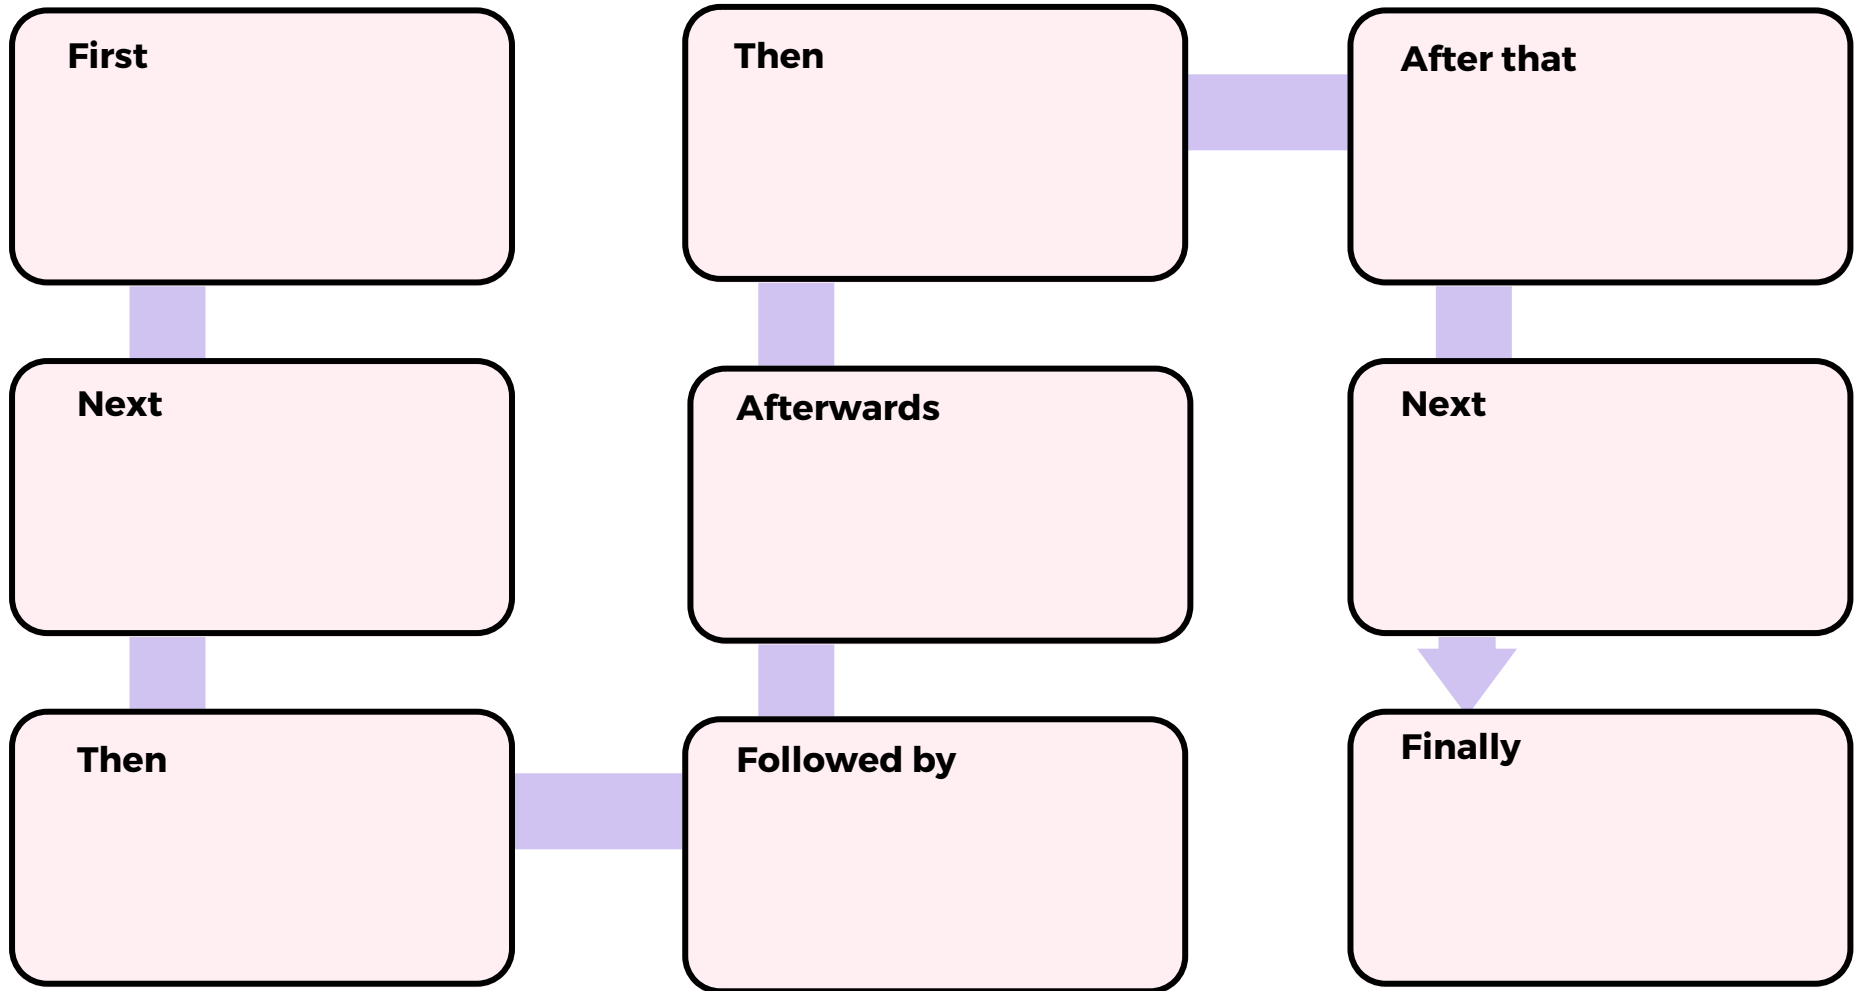 First
Next
Then
Followed by
Afterwards
Then
After that
Next
Finally